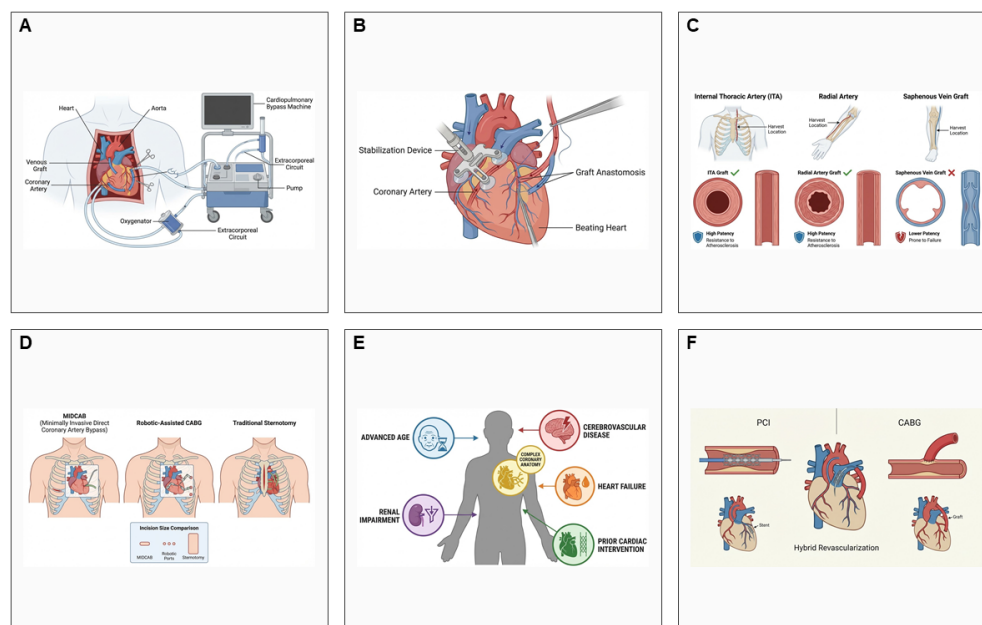 A
Heart
Aorta
Cardiopulmonary
Bypass Machine
Venous
Graft
Coronary
Artery
Extracorporeal
Circuit
Pump
Oxygenator
Extracorporeal
Circuit
B
Stabilization Device
Coronary Artery
Graft Anastomosis
Beating Heart
C
Internal Thoracic Artery (ITA)
Radial Artery
Saphenous Vein Graft
Harvest
Location
Harvest
Location
Harvest
Location
ITA Graft
Radial Artery Graft
Saphenous Vein Graft
High Patency
Resistance to
Atherosclerosis
High Patency
Resistance to
Atherosclerosis
Lower Patency
Prone to Failure
D
MIDCAB
(Minimally Invasive Direct
Coronary Artery Bypass)
Robotic-Assisted CABG
Traditional Sternotomy
Incision Size Comparison
MIDCAB
Robotic
Ports
Sternotomy
E
ADVANCED AGE
CEREBROVASCULAR
DISEASE
COMPLEX
CORONARY
ANATOMY
HEART FAILURE
RENAL
IMPAIRMENT
PRIOR CARDIAC
INTERVENTION
F
PCI
CABG
Stent
Graft
Hybrid Revascularization